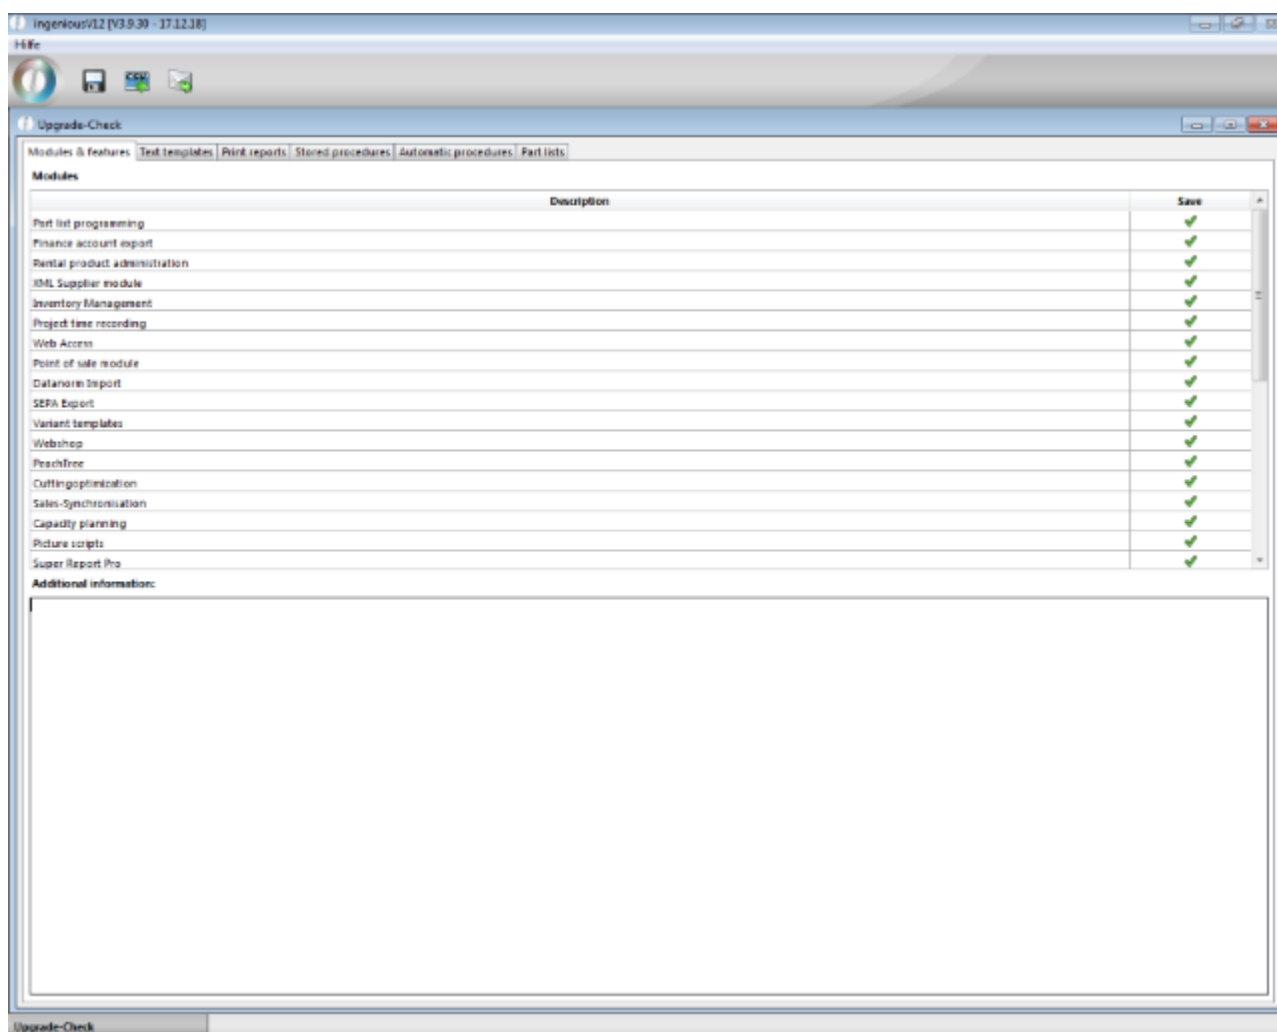 ingeniousV12 [V3.9.30 - 17.12.18]
Hilfe
CSV
Upgrade-Check
Modules & features Text templates Print reports Stored procedures Automatic procedures Part lists
Modules
Description Save
Part list programming
Finance account export
Rental product administration
XML Supplier module
Inventory Management
Project time recording
Web Access
Point of sale module
Datanorm Import
SEPA Export
Variant templates
Webshop
PeachTree
Cuttingoptimization
Sales-Synchronisation
Capacity planning
Picture scripts
Super Report Pro
Additional information:
Upgrade-Check